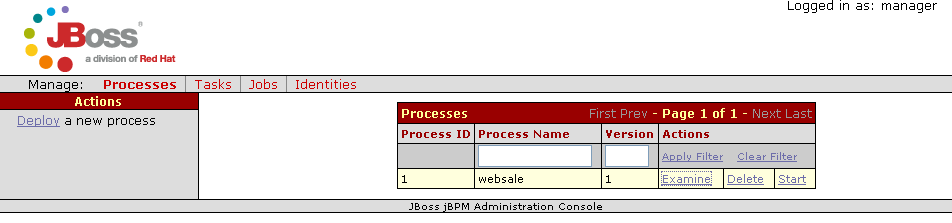 Logged in as: manager
JBoss®
a division of Red Hat
Manage: Processes Tasks Jobs Identities
Actions
Deploy a new process
Processes First Prev - Page 1 of 1 - Next Last
Process ID Process Name Version Actions
Apply Filter Clear Filter
1 websale 1 Examine Delete Start
JBoss jBPM Administration Console